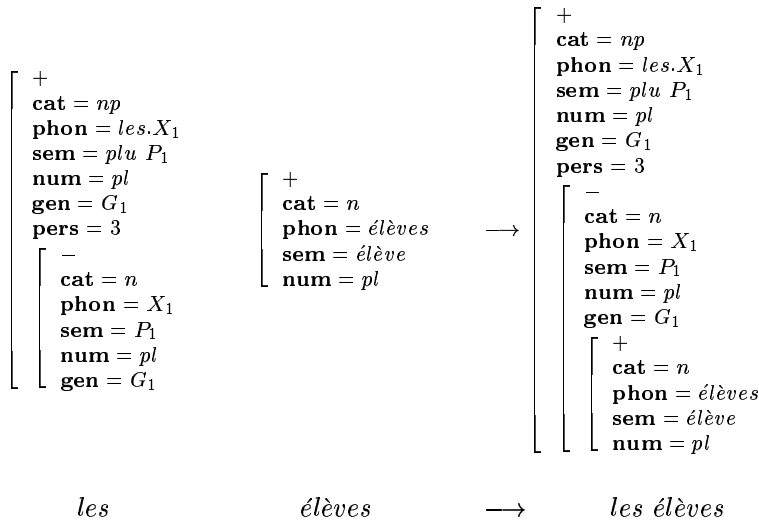 +
cat = np
phon = les.X₁
sem = plu P₁
num = pl
gen = G₁
pers = 3
−
cat = n
phon = X₁
sem = P₁
num = pl
gen = G₁
+
cat = n
phon = élèves
sem = élève
num = pl
⟶
+
cat = np
phon = les.X₁
sem = plu P₁
num = pl
gen = G₁
pers = 3
−
cat = n
phon = X₁
sem = P₁
num = pl
gen = G₁
+
cat = n
phon = élèves
sem = élève
num = pl
les élèves ⟶ les élèves